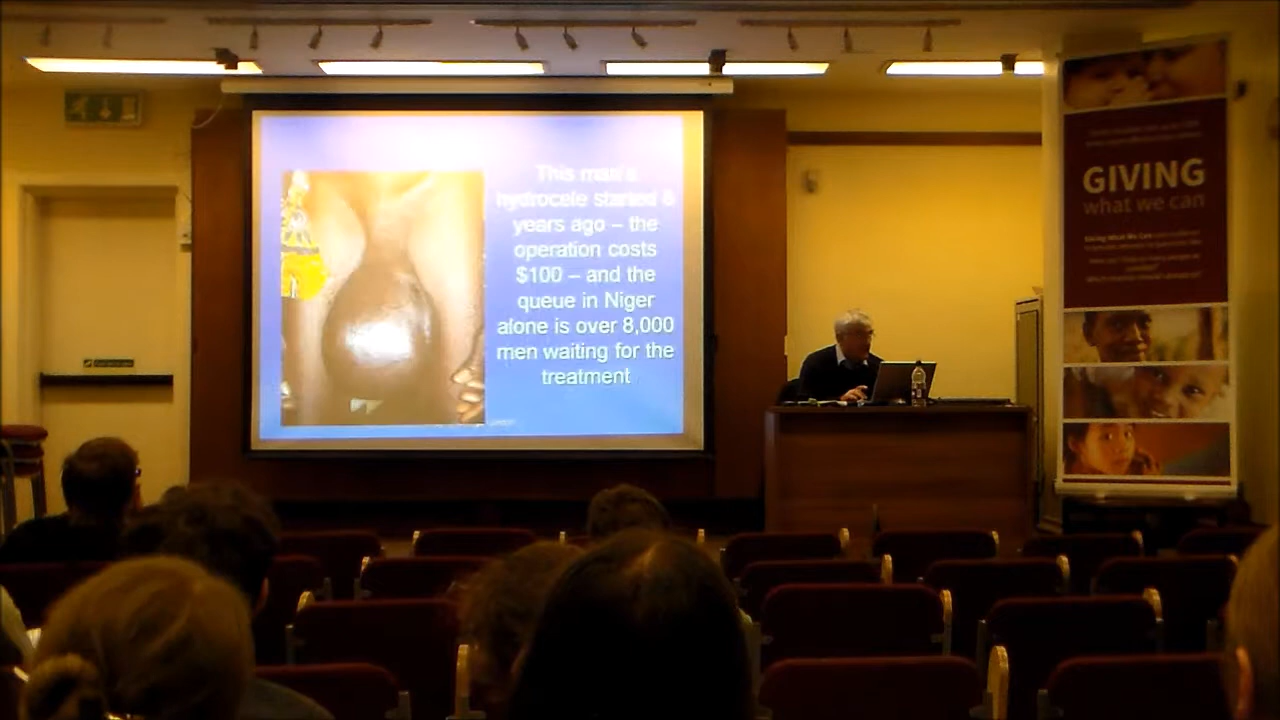 This man's
hydrocele started 6
years ago – the
operation costs
$100 – and the
queue in Niger
alone is over 8,000
men waiting for the
treatment
GIVING
what we can